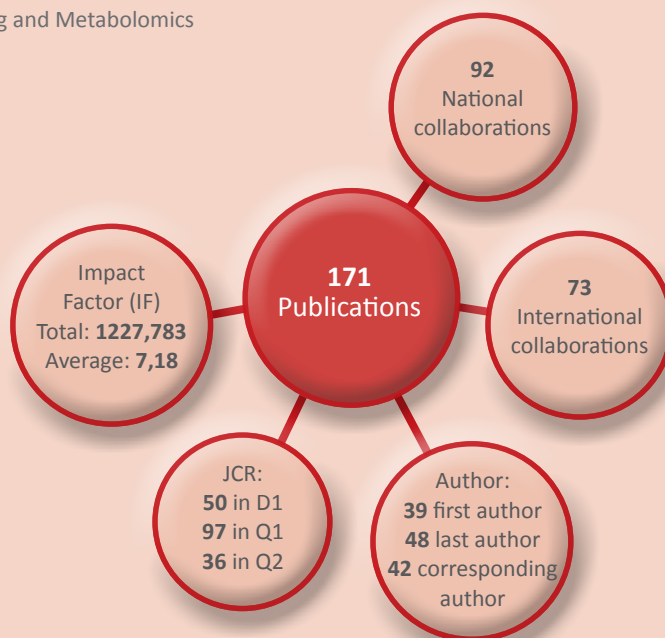 and Metabolomics
92
National
collaborations
171
Publications
Impact
Factor (IF)
Total: 1227,783
Average: 7,18
73
International
collaborations
JCR:
50 in D1
97 in Q1
36 in Q2
Author:
39 first author
48 last author
42 corresponding
author